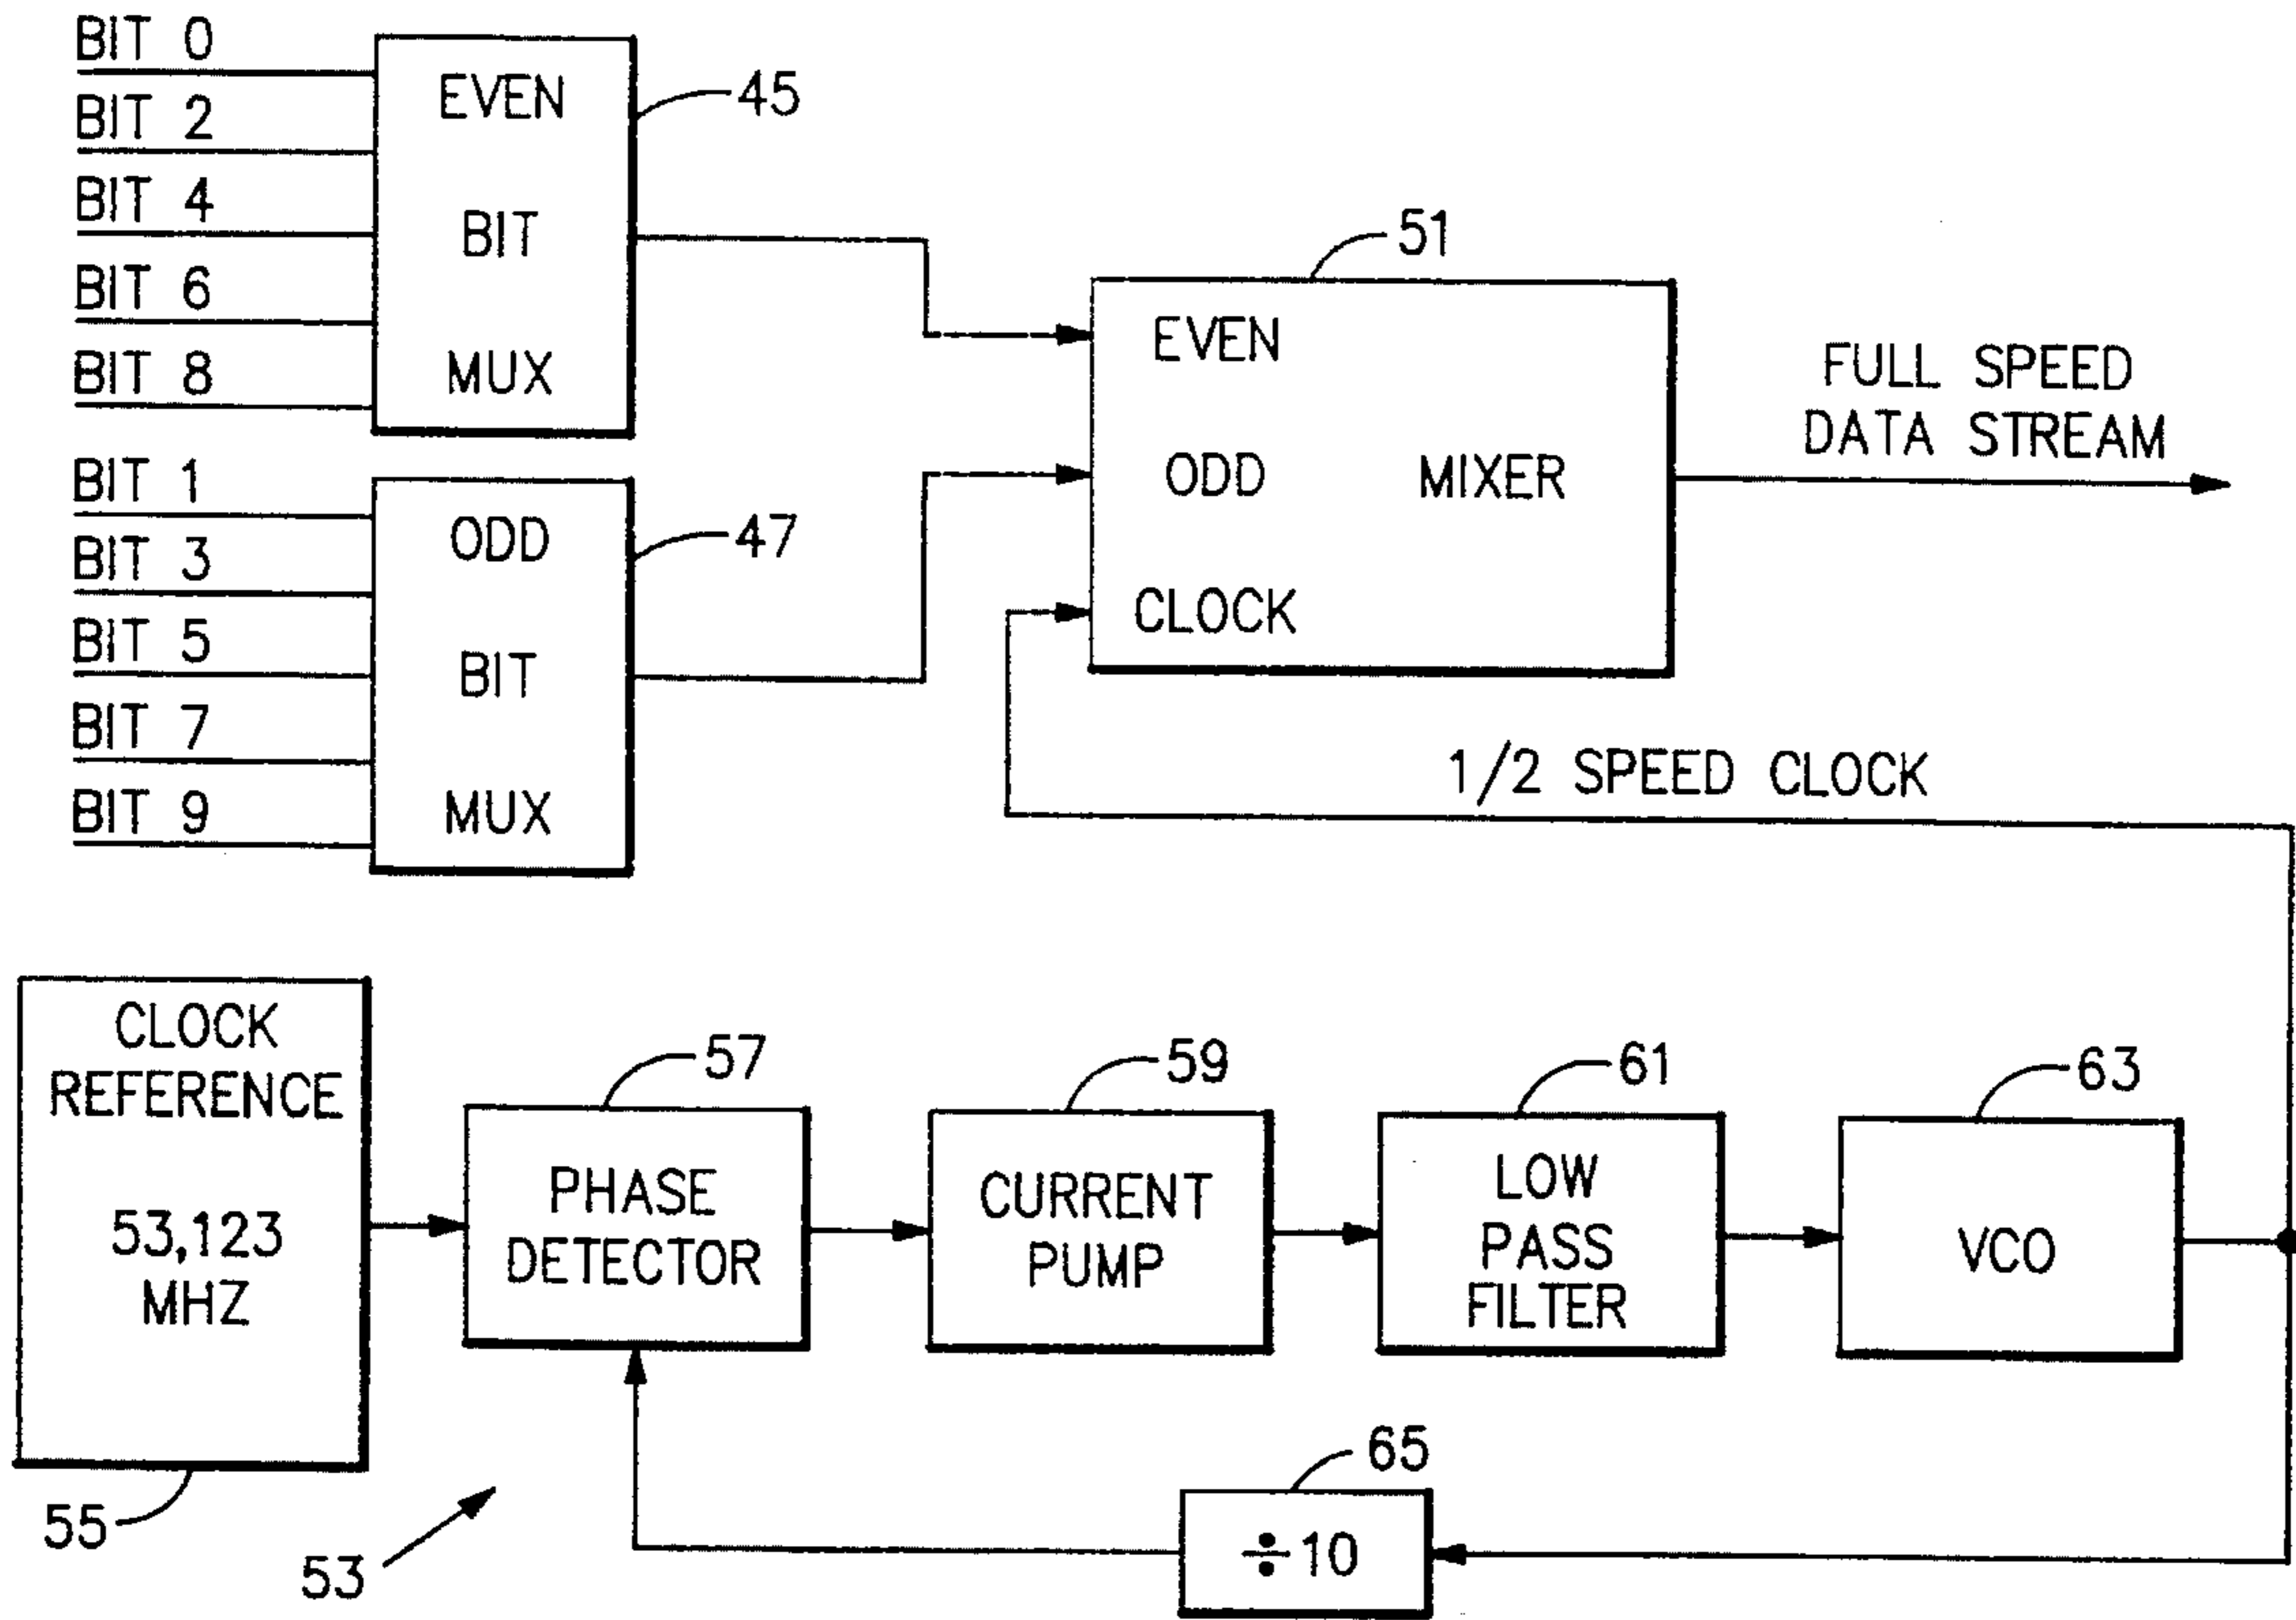 BIT 0
BIT 2
BIT 4
BIT 6
BIT 8
EVEN
BIT
MUX
45
BIT 1
BIT 3
BIT 5
BIT 7
BIT 9
ODD
BIT
MUX
47
51
EVEN
ODD
MIXER
CLOCK
FULL SPEED
DATA STREAM
1/2 SPEED CLOCK
CLOCK
REFERENCE
53,123
MHZ
55
53
57
PHASE
DETECTOR
59
CURRENT
PUMP
61
LOW
PASS
FILTER
63
VCO
65
÷10